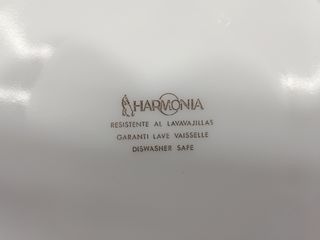 HARMONIA
RESISTENTE AL LAVAVAJILLAS
GARANTI LAVE VAISSELLE
DISWASHER SAFE